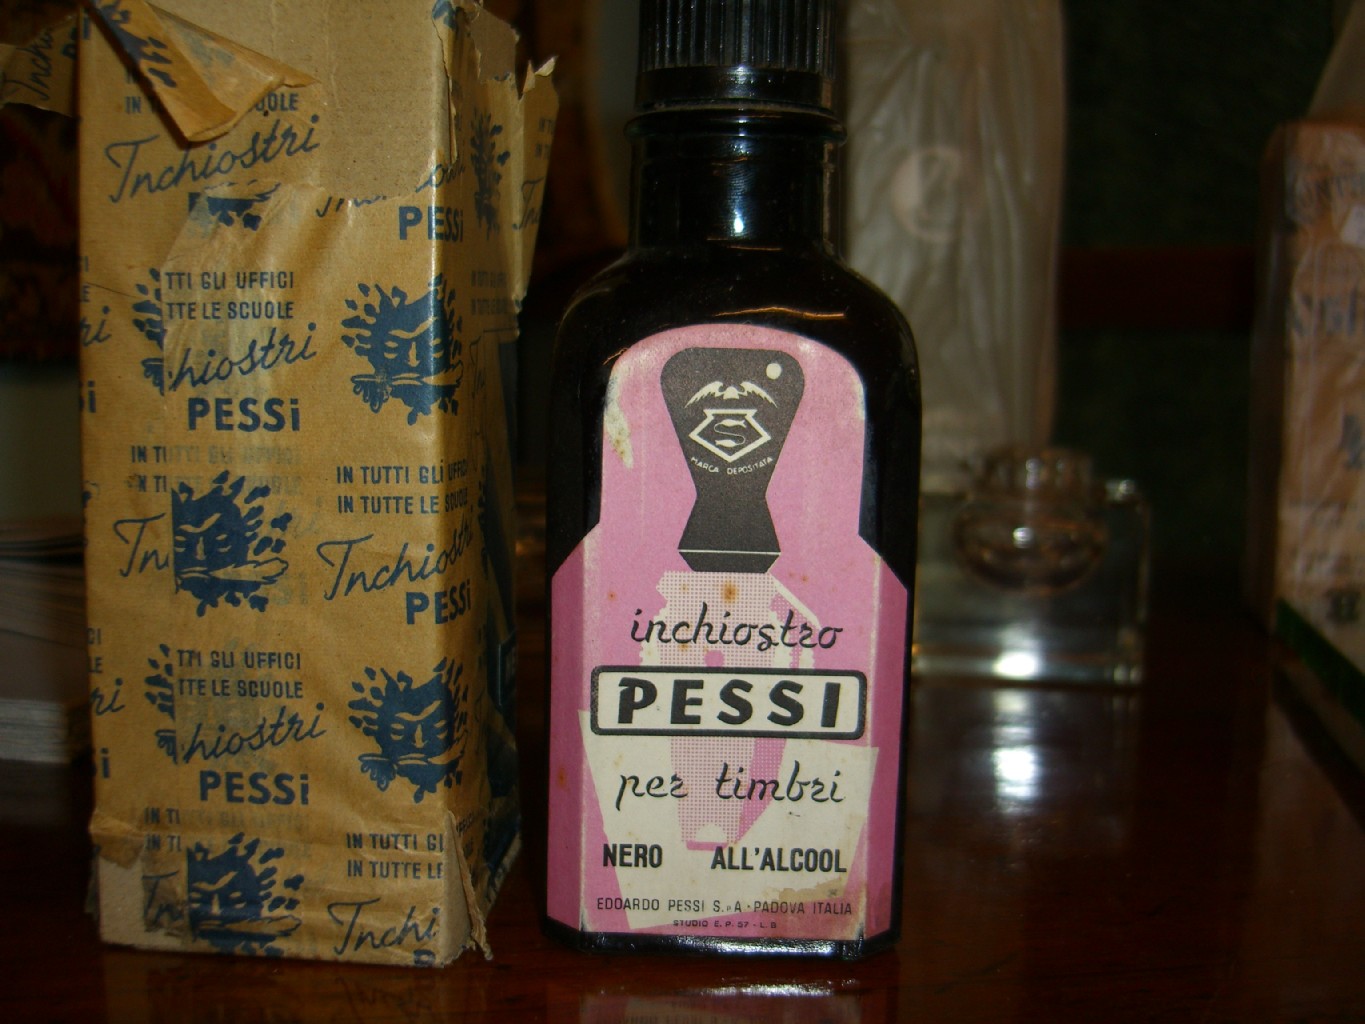 Inchiostri
PESSi
TTI GLI UFFICI
TTE LE SCUOLE
chiostri
PESSi
IN TUTTI GLI UFFICI
IN TUTTE LE SCUOLE
Inchiostri
PESSi
TTI GLI UFFICI
TTE LE SCUOLE
chiostri
PESSi
IN TUTTI GLI
IN TUTTE LE
Inchi
S
MARCA DEPOSITATA
inchiostro
PESSI
per timbri
NERO ALL'ALCOOL
EDOARDO PESSI S.p.A - PADOVA ITALIA
STUDIO E. P. 57 - L. B